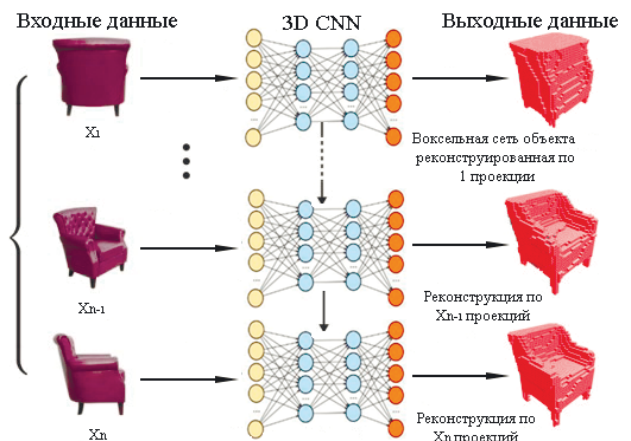 Входные данные
3D CNN
Выходные данные
X1
Воксельная сеть объекта
реконструированная по
1 проекции
Xn-1
Реконструкция по
Xn-1 проекций
Xn
Реконструкция по
Xn проекций